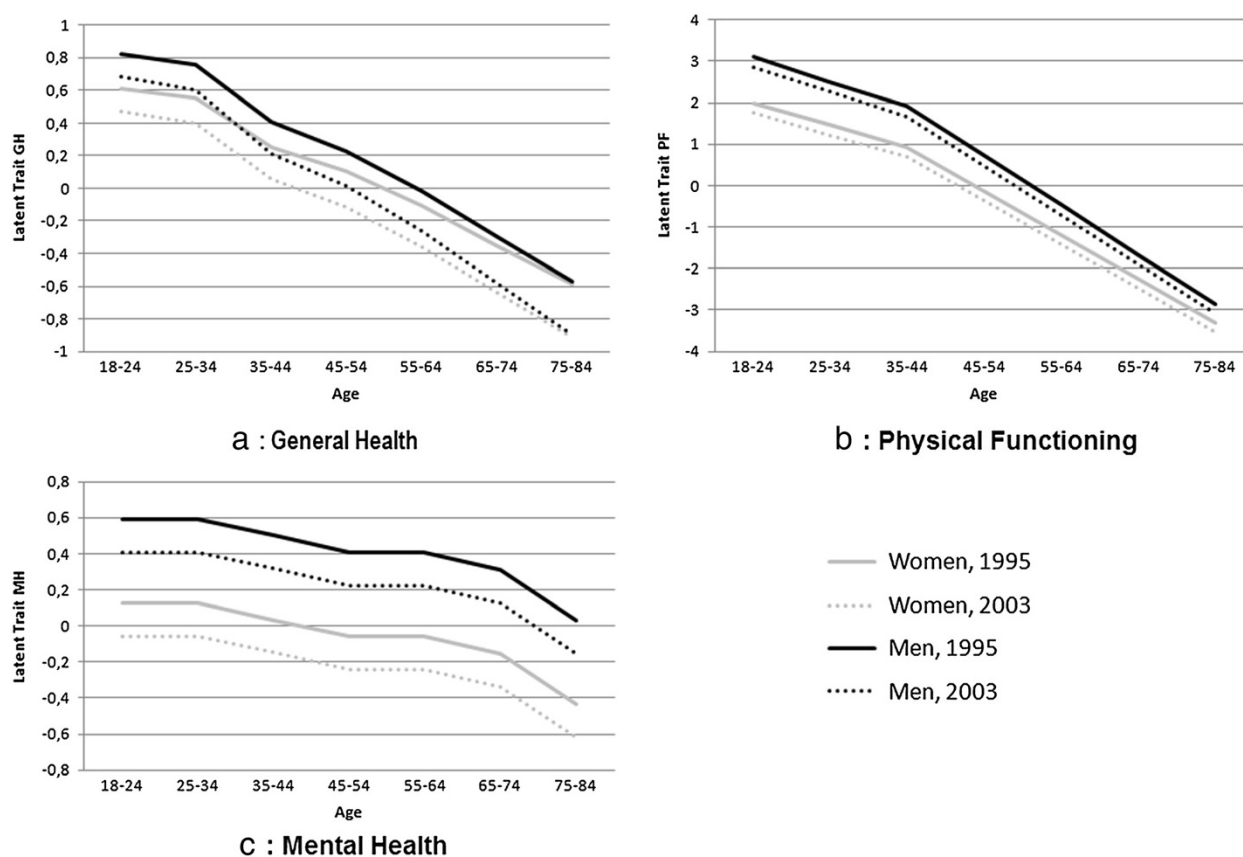 1
0,8
0,6
0,4
0,2
0
-0,2
-0,4
-0,6
-0,8
-1
Latent Trait GH
18-24 25-34 35-44 45-54 55-64 65-74 75-84
Age
a : General Health
4
3
2
1
0
-1
-2
-3
-4
Latent Trait PF
18-24 25-34 35-44 45-54 55-64 65-74 75-84
Age
b : Physical Functioning
0,8
0,6
0,4
0,2
0
-0,2
-0,4
-0,6
-0,8
Latent Trait MH
18-24 25-34 35-44 45-54 55-64 65-74 75-84
Age
c : Mental Health
Women, 1995
Women, 2003
Men, 1995
Men, 2003